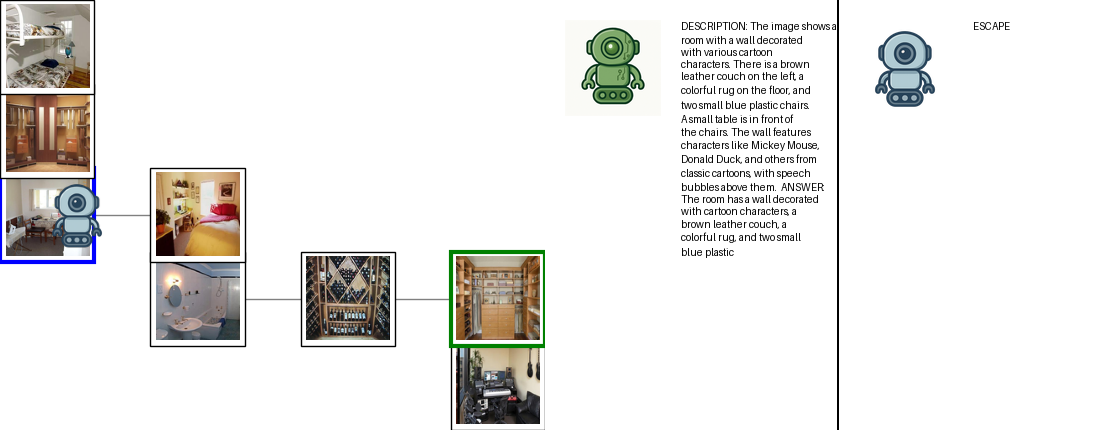 DESCRIPTION: The image shows a
room with a wall decorated
with various cartoon
characters. There is a brown
leather couch on the left, a
colorful rug on the floor, and
two small blue plastic chairs.
A small table is in front of
the chairs. The wall features
characters like Mickey Mouse,
Donald Duck, and others from
classic cartoons, with speech
bubbles above them.  ANSWER
The room has a wall decorated
with cartoon characters, a
brown leather couch, a
colorful rug, and two small
blue plastic
ESCAPE